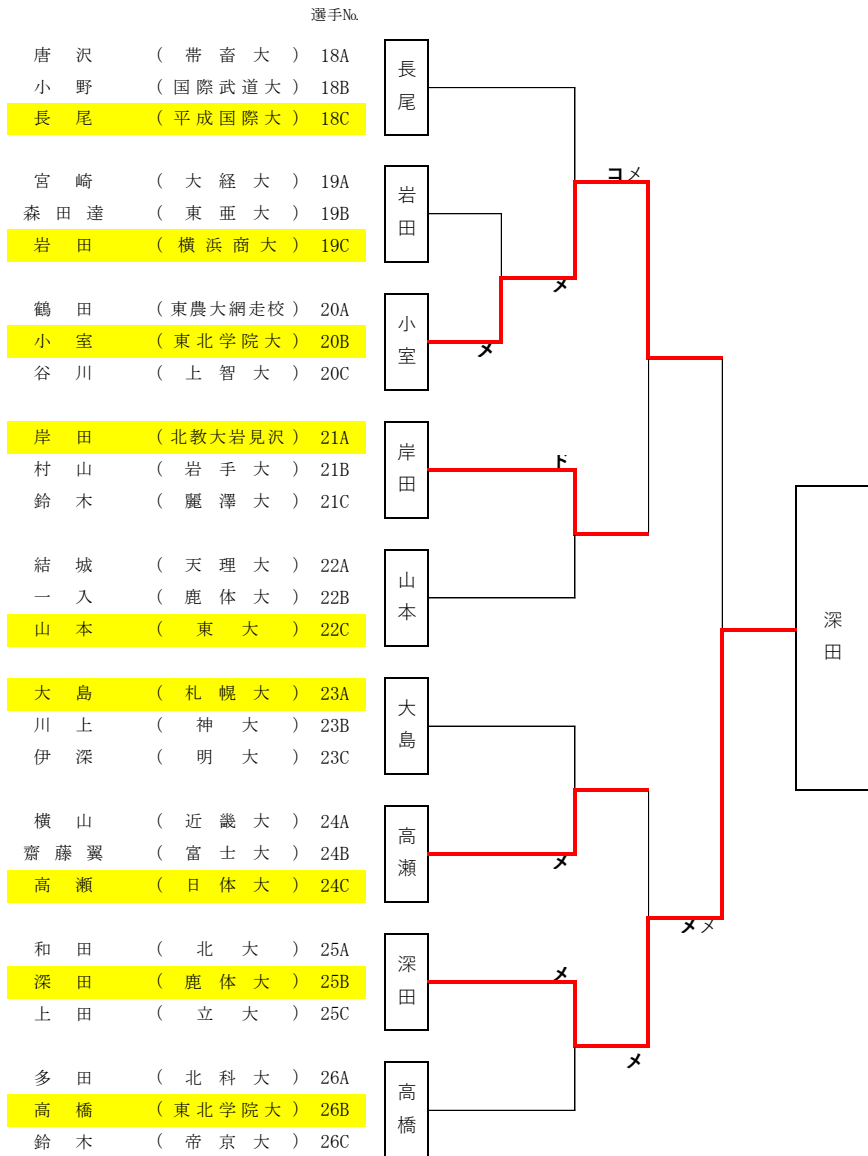 選手№
唐沢 (帯畜大) 18A
小野 (国際武道大) 18B
長尾 (平成国際大) 18C
長尾
コメ
宮崎 (大経大) 19A
森田達 (東亜大) 19B
岩田 (横浜商大) 19C
岩田
メ
鶴田 (東農大網走校) 20A
小室 (東北学院大) 20B
谷川 (上智大) 20C
小室
メ
岸田 (北教大岩見沢) 21A
村山 (岩手大) 21B
鈴木 (麗澤大) 21C
岸田
ド
結城 (天理大) 22A
一入 (鹿体大) 22B
山本 (東大) 22C
山本
深田
大島 (札幌大) 23A
川上 (神大) 23B
伊深 (明大) 23C
大島
横山 (近畿大) 24A
齋藤翼 (富士大) 24B
高瀬 (日体大) 24C
高瀬
メ
メメ
和田 (北大) 25A
深田 (鹿体大) 25B
上田 (立大) 25C
深田
メ
メ
多田 (北科大) 26A
高橋 (東北学院大) 26B
鈴木 (帝京大) 26C
高橋